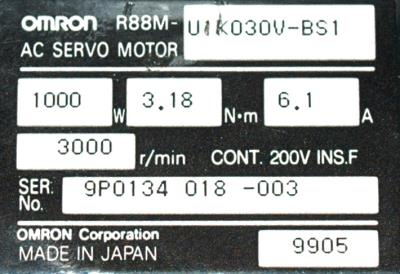 OMRON R88M-U1K030V-BS1
AC SERVO MOTOR
1000 W 3.18 N·m 6.1 A
3000 r/min CONT. 200V INS.F
SER. No. 9P0134 018 -003
OMRON Corporation
MADE IN JAPAN 9905